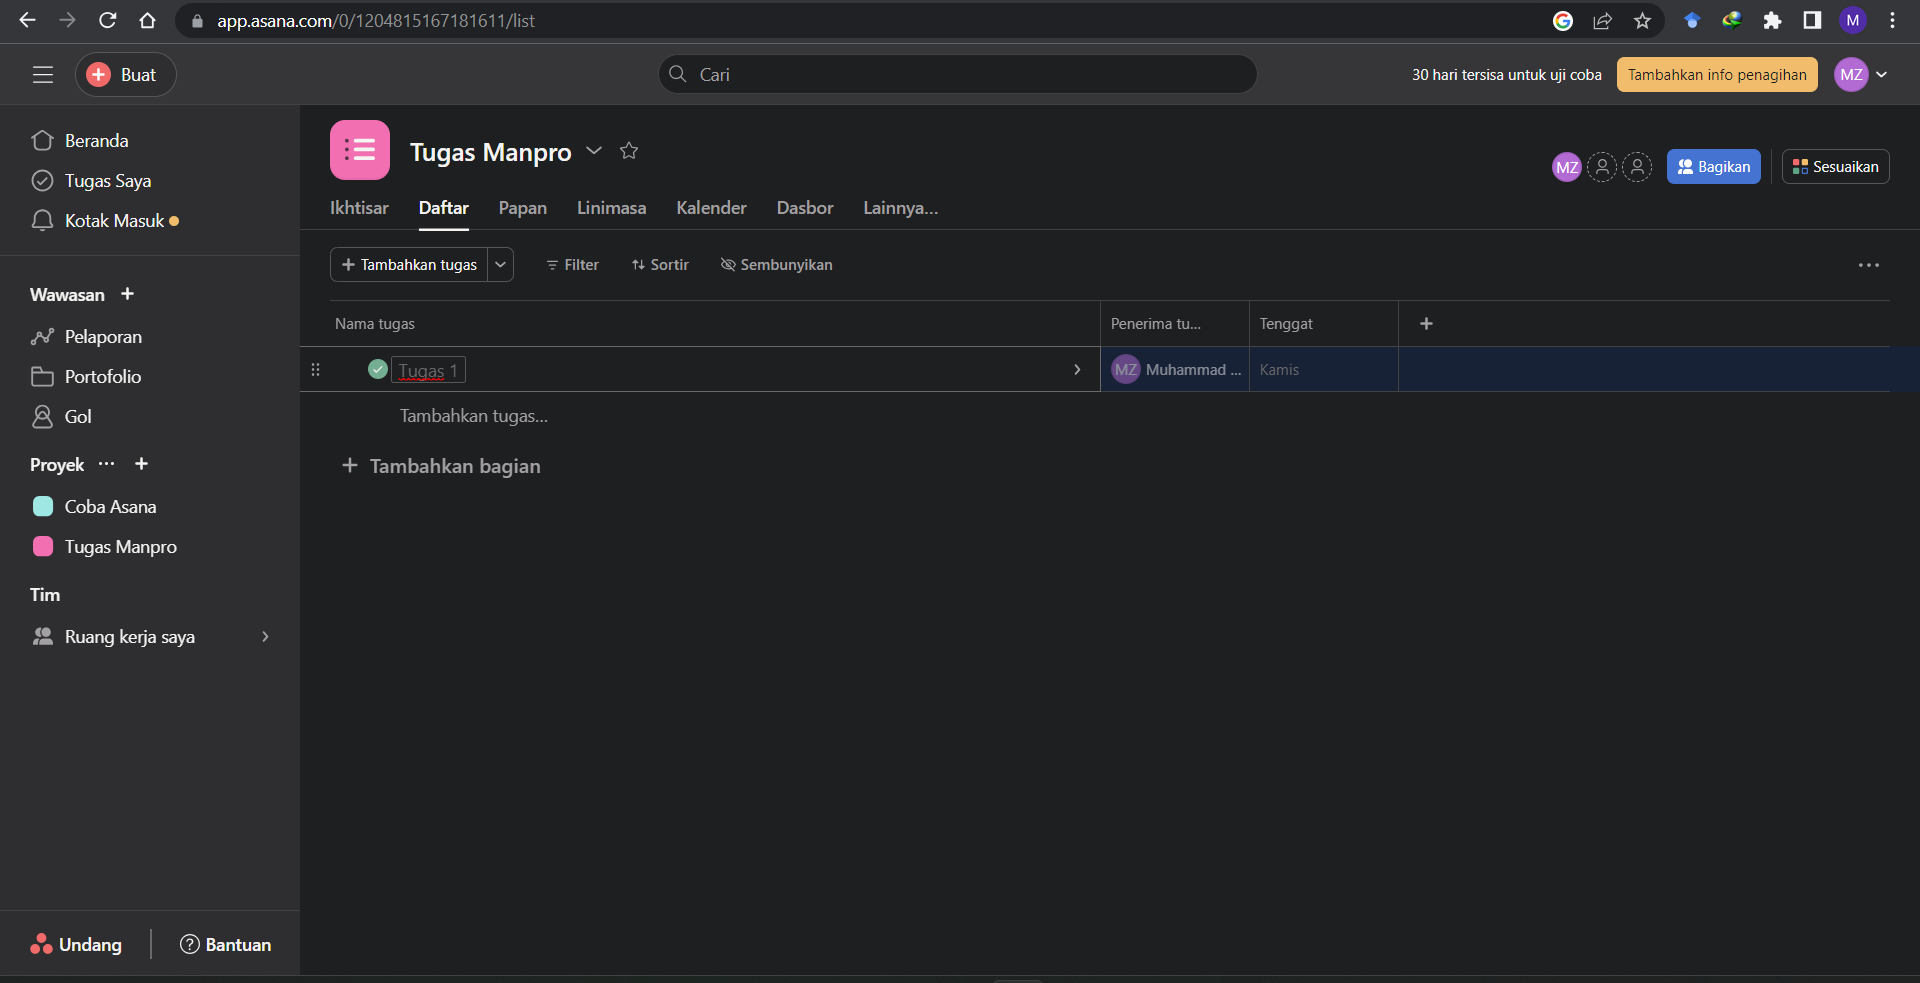 app.asana.com/0/1204815167181611/list
M
Buat
Cari
30 hari tersisa untuk uji coba
Tambahkan info penagihan
MZ
Beranda
Tugas Saya
Kotak Masuk
Wawasan
Pelaporan
Portofolio
Gol
Proyek
Coba Asana
Tugas Manpro
Tim
Ruang kerja saya
Undang
Bantuan
Tugas Manpro
MZ
Bagikan
Sesuaikan
Ikhtisar Daftar Papan Linimasa Kalender Dasbor Lainnya...
Tambahkan tugas Filter Sortir Sembunyikan
Nama tugas Penerima tu... Tenggat
Tugas 1 MZ Muhammad ... Kamis
Tambahkan tugas...
Tambahkan bagian